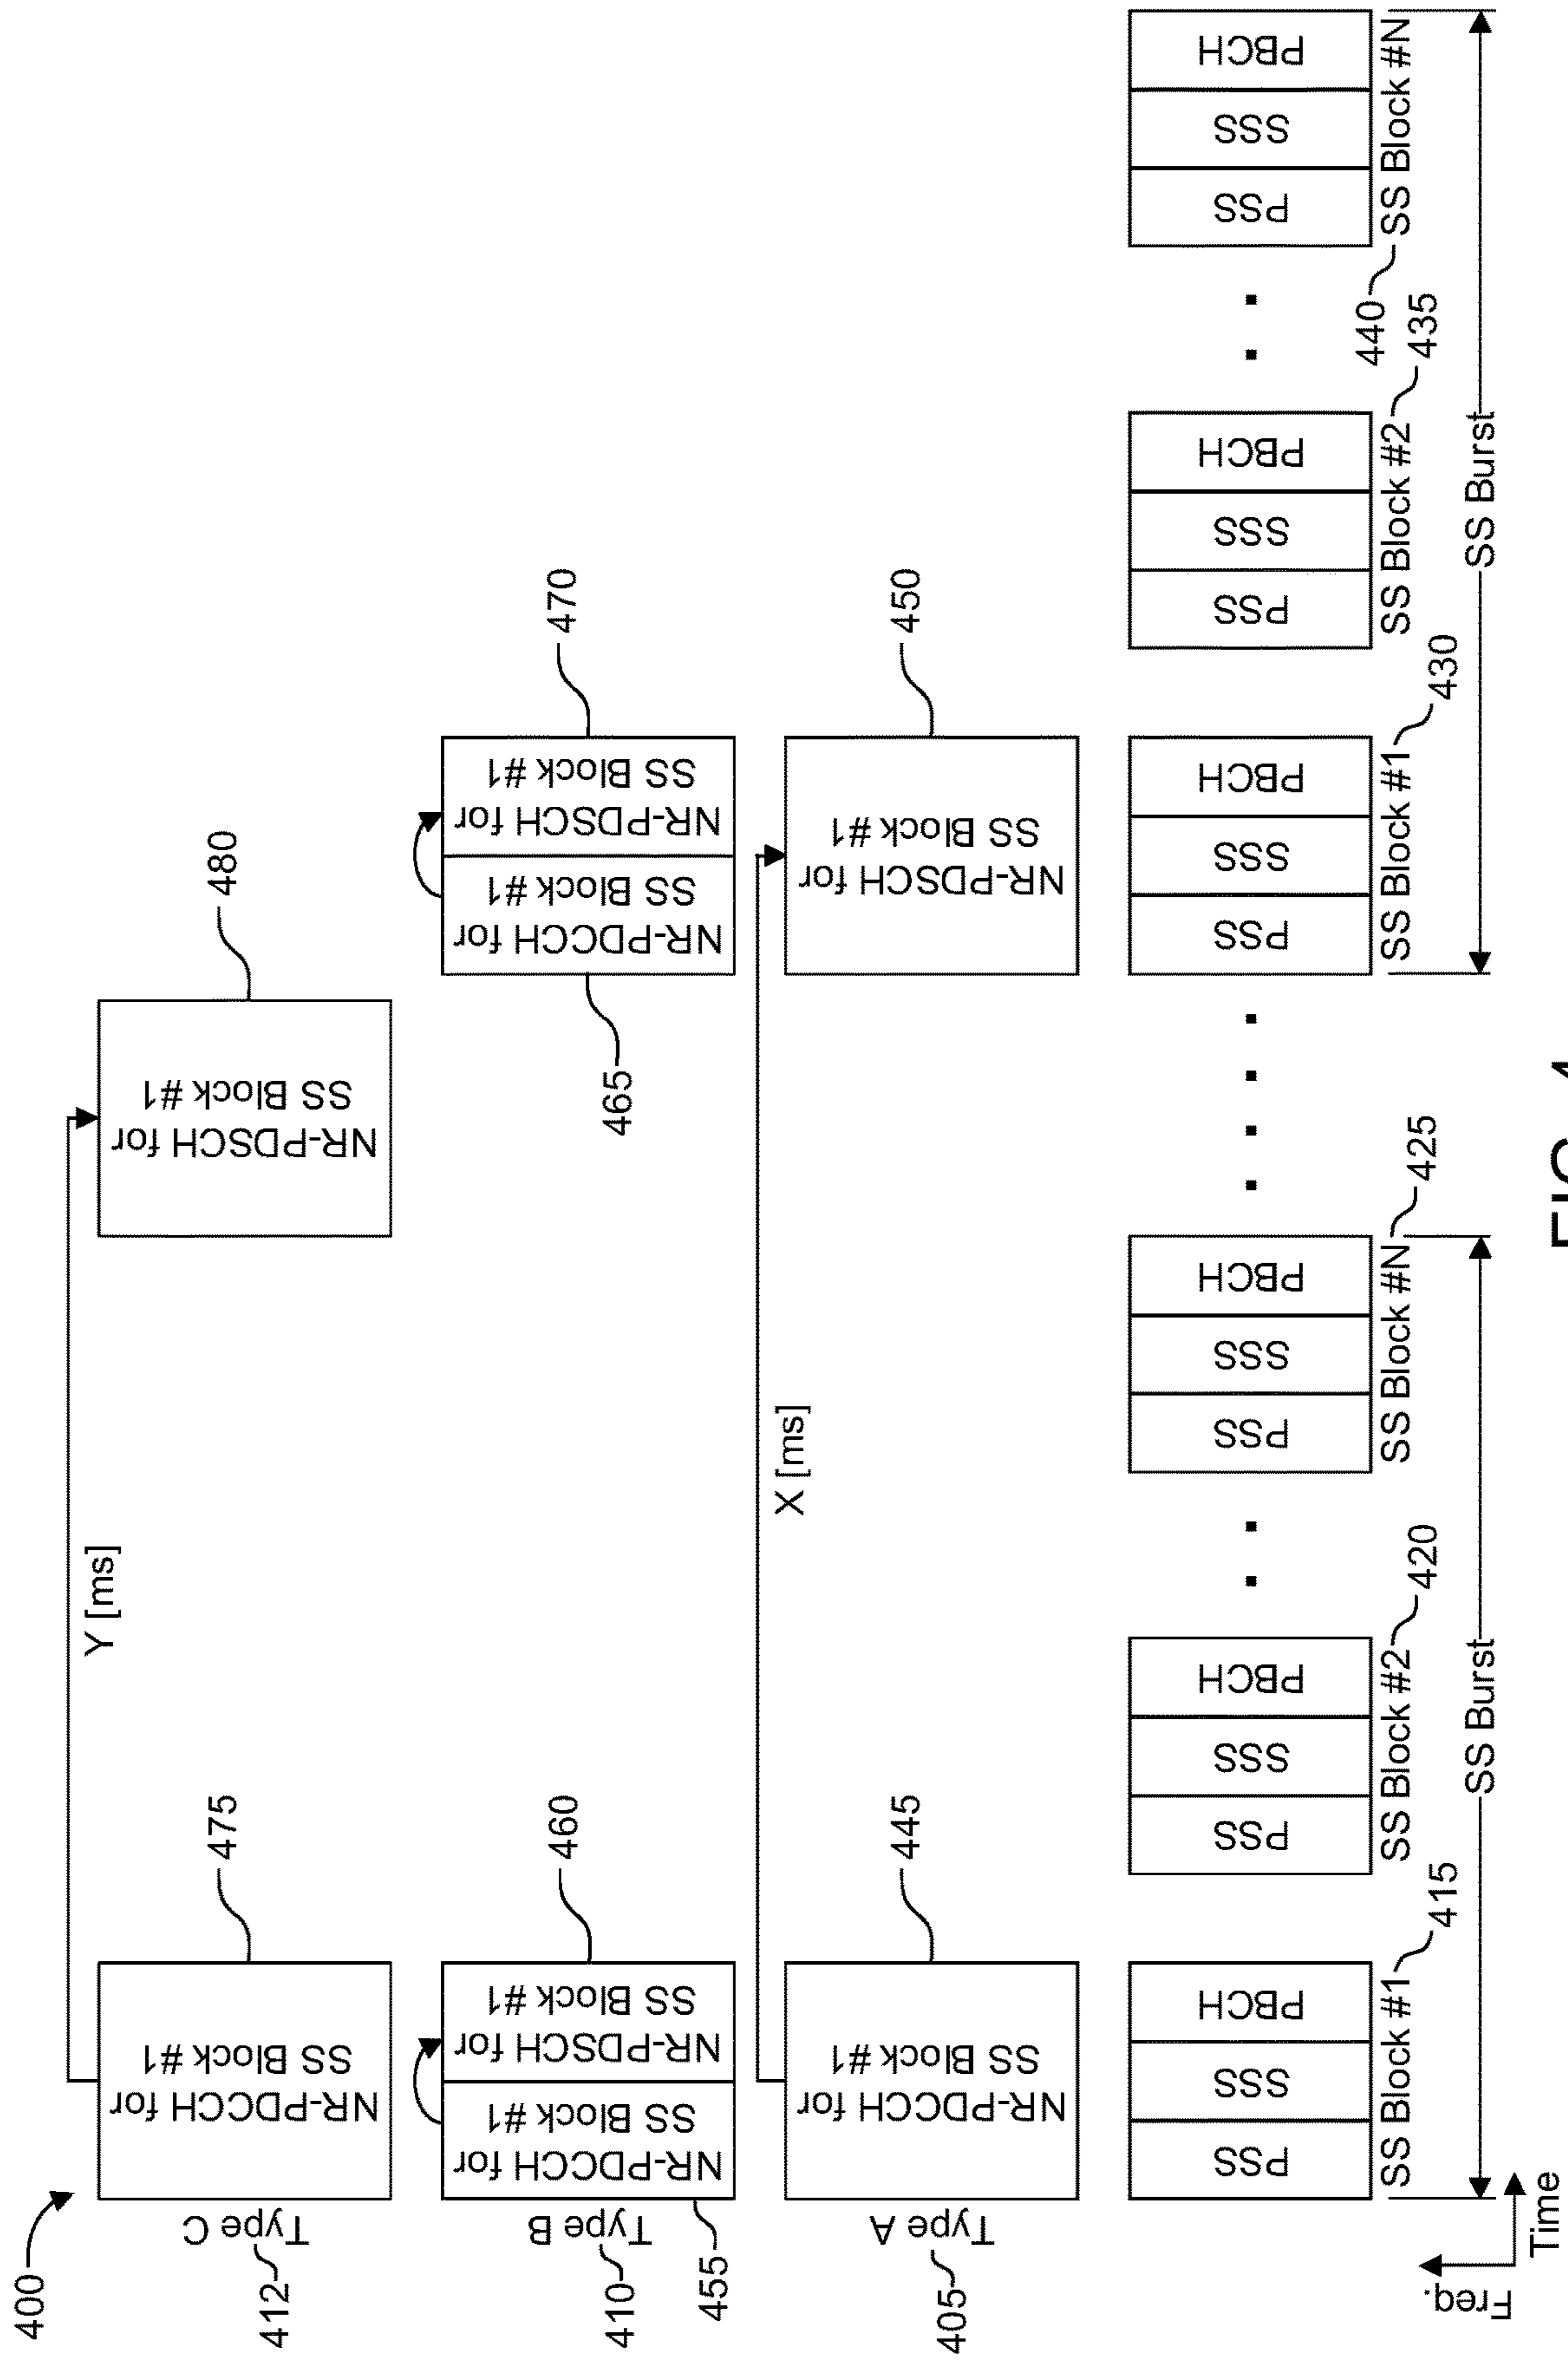 400
Y [ms]
Type C
412
NR-PDCCH for
SS Block #1
475
NR-PDSCH for
SS Block #1
480
Type B
410
455
NR-PDCCH for
SS Block #1
NR-PDSCH for
SS Block #1
460
465
NR-PDCCH for
SS Block #1
NR-PDSCH for
SS Block #1
470
X [ms]
Type A
405
NR-PDCCH for
SS Block #1
445
NR-PDSCH for
SS Block #1
450
PSS SSS PBCH
PSS SSS PBCH
PSS SSS PBCH
PSS SSS PBCH
PSS SSS PBCH
PSS SSS PBCH
SS Block #1
415
SS Block #2
420
SS Block #N
425
SS Block #1
430
SS Block #2
435
SS Block #N
440
SS Burst
SS Burst
Freq.
Time